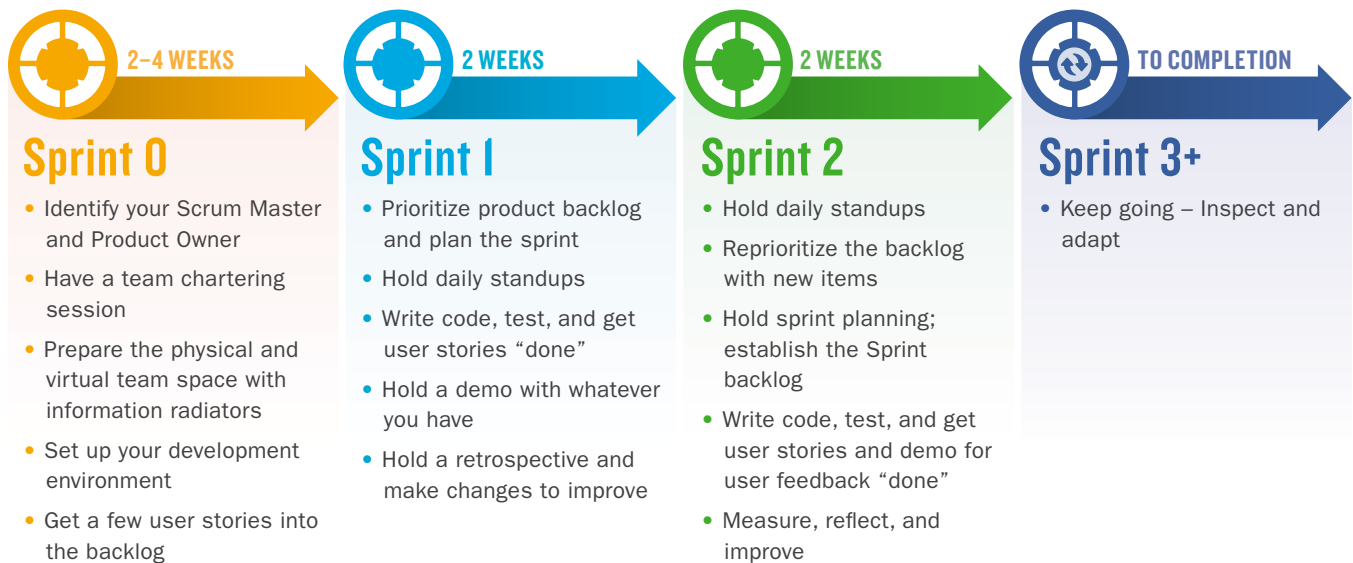 2–4 WEEKS
Sprint 0
• Identify your Scrum Master
and Product Owner
• Have a team chartering
session
• Prepare the physical and
virtual team space with
information radiators
• Set up your development
environment
• Get a few user stories into
the backlog
2 WEEKS
Sprint 1
• Prioritize product backlog
and plan the sprint
• Hold daily standups
• Write code, test, and get
user stories “done”
• Hold a demo with whatever
you have
• Hold a retrospective and
make changes to improve
2 WEEKS
Sprint 2
• Hold daily standups
• Reprioritize the backlog
with new items
• Hold sprint planning;
establish the Sprint
backlog
• Write code, test, and get
user stories and demo for
user feedback “done”
• Measure, reflect, and
improve
TO COMPLETION
Sprint 3+
• Keep going – Inspect and
adapt